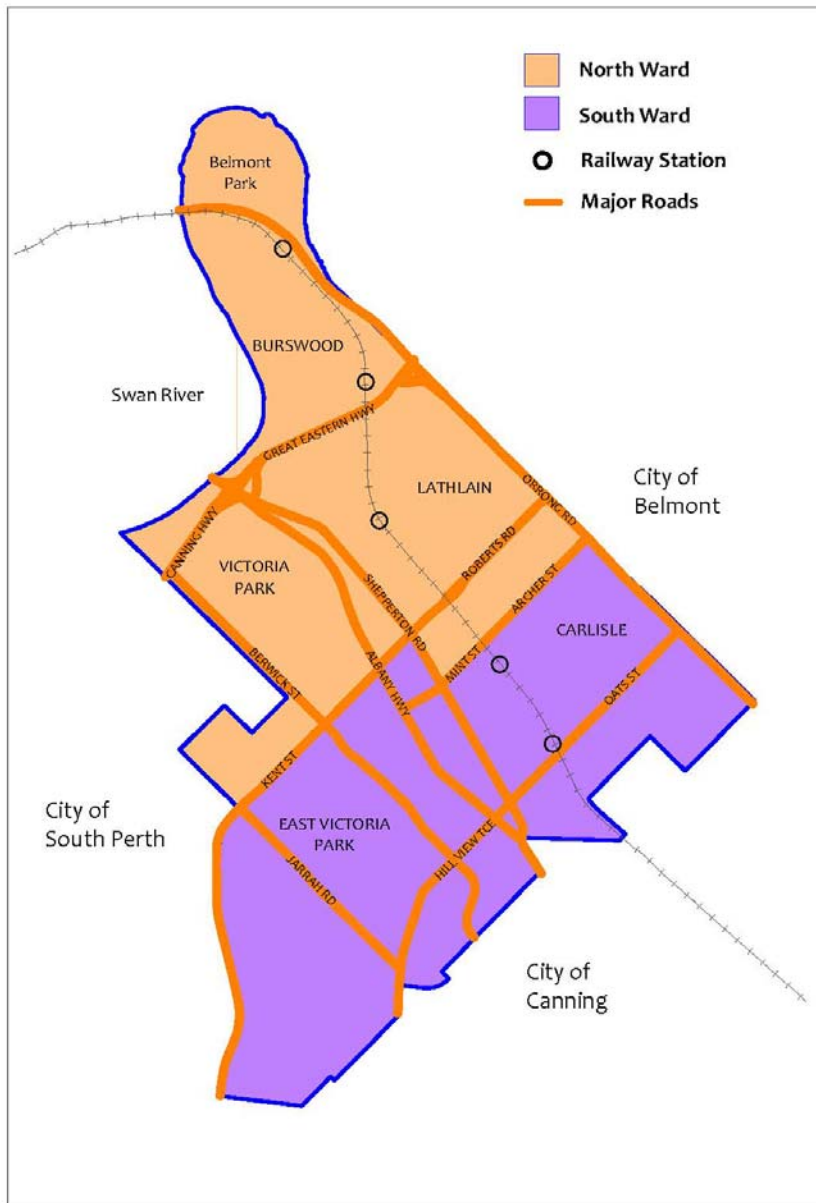 North Ward
South Ward
Railway Station
Major Roads
Belmont
Park
BURSWOOD
Swan River
GREAT EASTERN HWY
LATHLAIN
City of
Belmont
ORRONG RD
CANNING HWY
VICTORIA
PARK
SHEPPERTON RD
ROBERTS RD
ARCHER ST
CARLISLE
BERWICK ST
ALBANY HWY
MINT ST
OATS ST
KENT ST
City of
South Perth
EAST VICTORIA
PARK
JARRAH RD
HILL VIEW TCE
City of
Canning